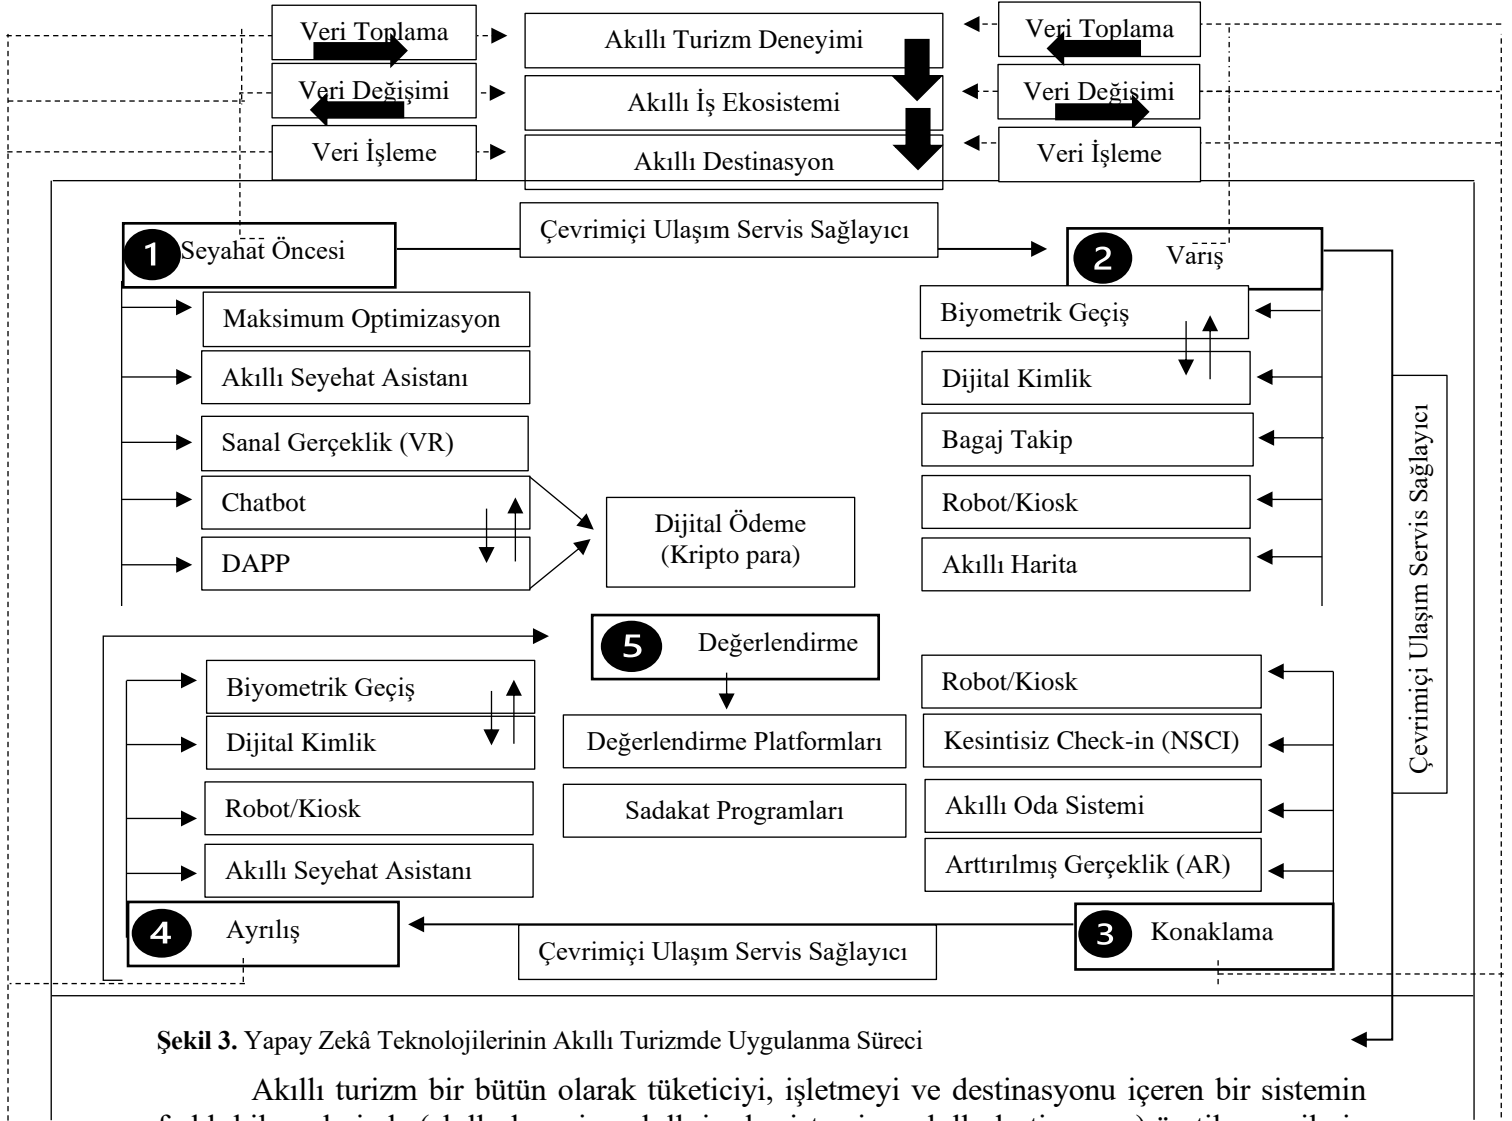 Veri Toplama
Akıllı Turizm Deneyimi
Veri Toplama
Veri Değişimi
Akıllı İş Ekosistemi
Veri Değişimi
Veri İşleme
Akıllı Destinasyon
Veri İşleme
1 Seyahat Öncesi
Çevrimiçi Ulaşım Servis Sağlayıcı
2 Varış
Maksimum Optimizasyon
Akıllı Seyehat Asistanı
Sanal Gerçeklik (VR)
Chatbot
DAPP
Dijital Ödeme
(Kripto para)
Biyometrik Geçiş
Dijital Kimlik
Bagaj Takip
Robot/Kiosk
Akıllı Harita
Çevrimiçi Ulaşım Servis Sağlayıcı
5 Değerlendirme
Değerlendirme Platformları
Sadakat Programları
Biyometrik Geçiş
Dijital Kimlik
Robot/Kiosk
Akıllı Seyehat Asistanı
4 Ayrılış
Robot/Kiosk
Kesintisiz Check-in (NSCI)
Akıllı Oda Sistemi
Arttırılmış Gerçeklik (AR)
3 Konaklama
Çevrimiçi Ulaşım Servis Sağlayıcı
Şekil 3. Yapay Zekâ Teknolojilerinin Akıllı Turizmde Uygulanma Süreci
Akıllı turizm bir bütün olarak tüketiciyi, işletmeyi ve destinasyonu içeren bir sistemin